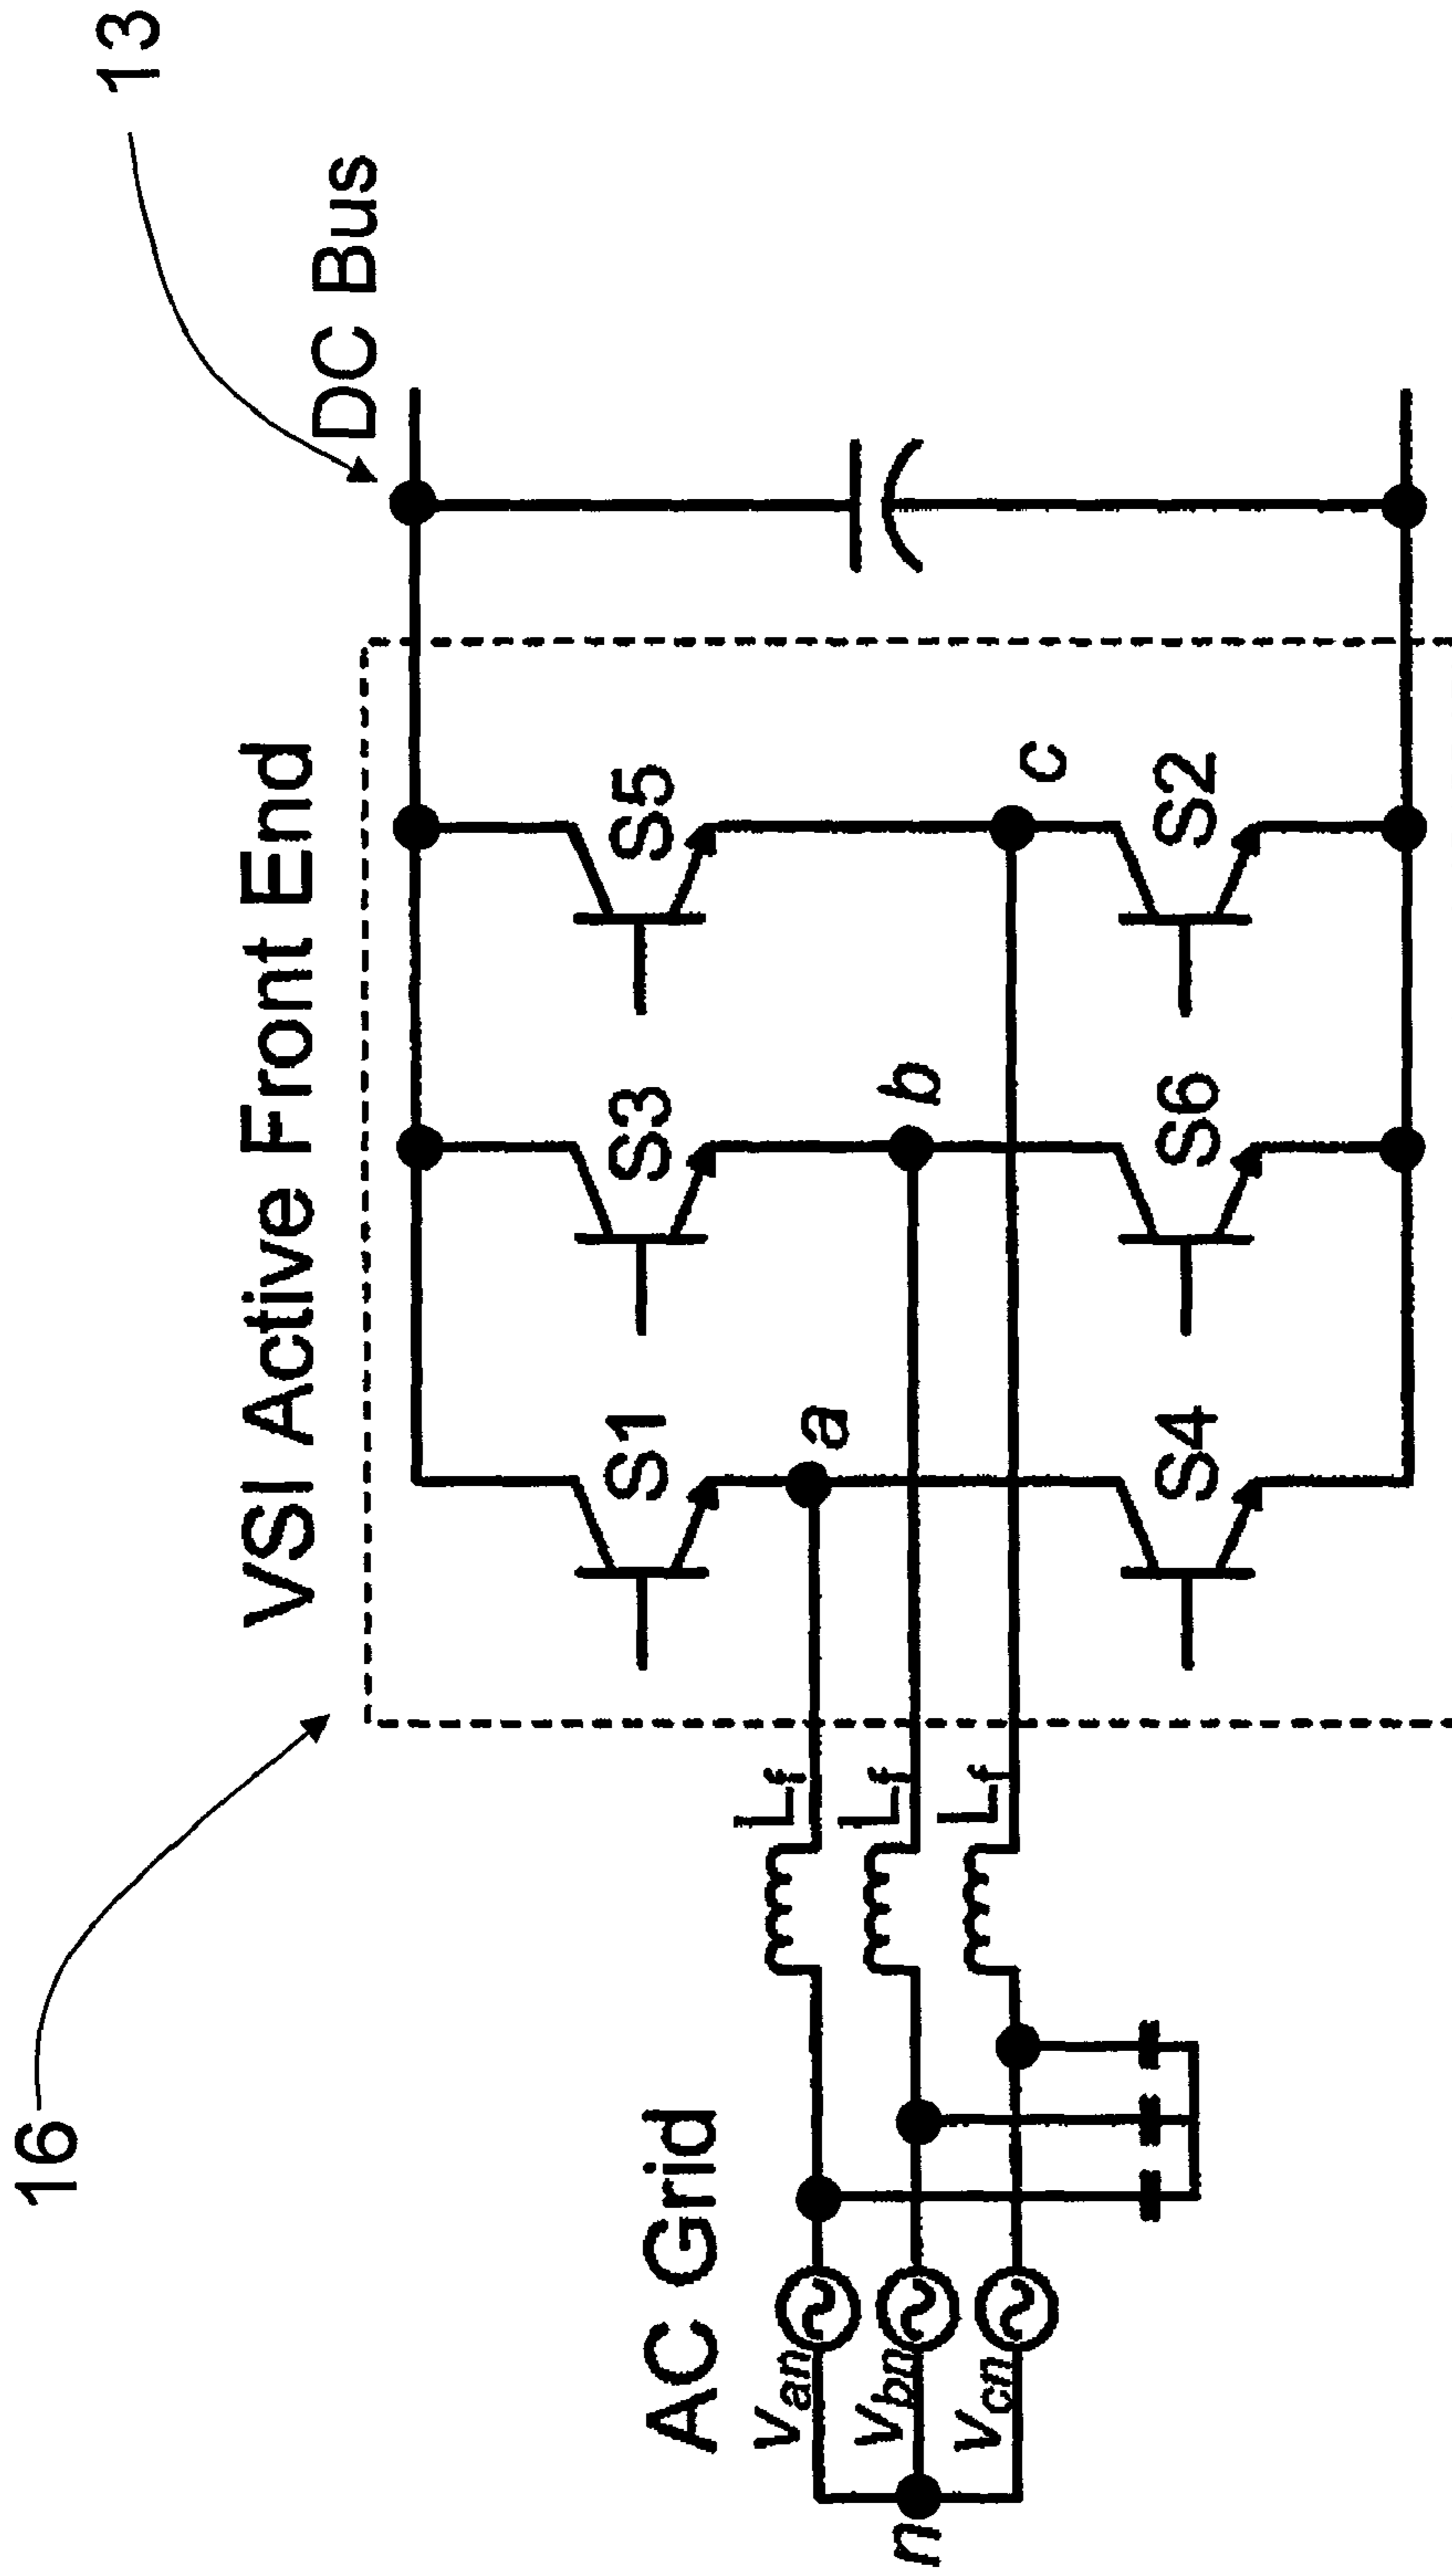 16
13
VSI Active Front End
DC Bus
AC Grid
S1
S3
S5
a
b
c
S4
S6
S2
Lf
Lf
Lf
Van
Vbn
Vcn
n